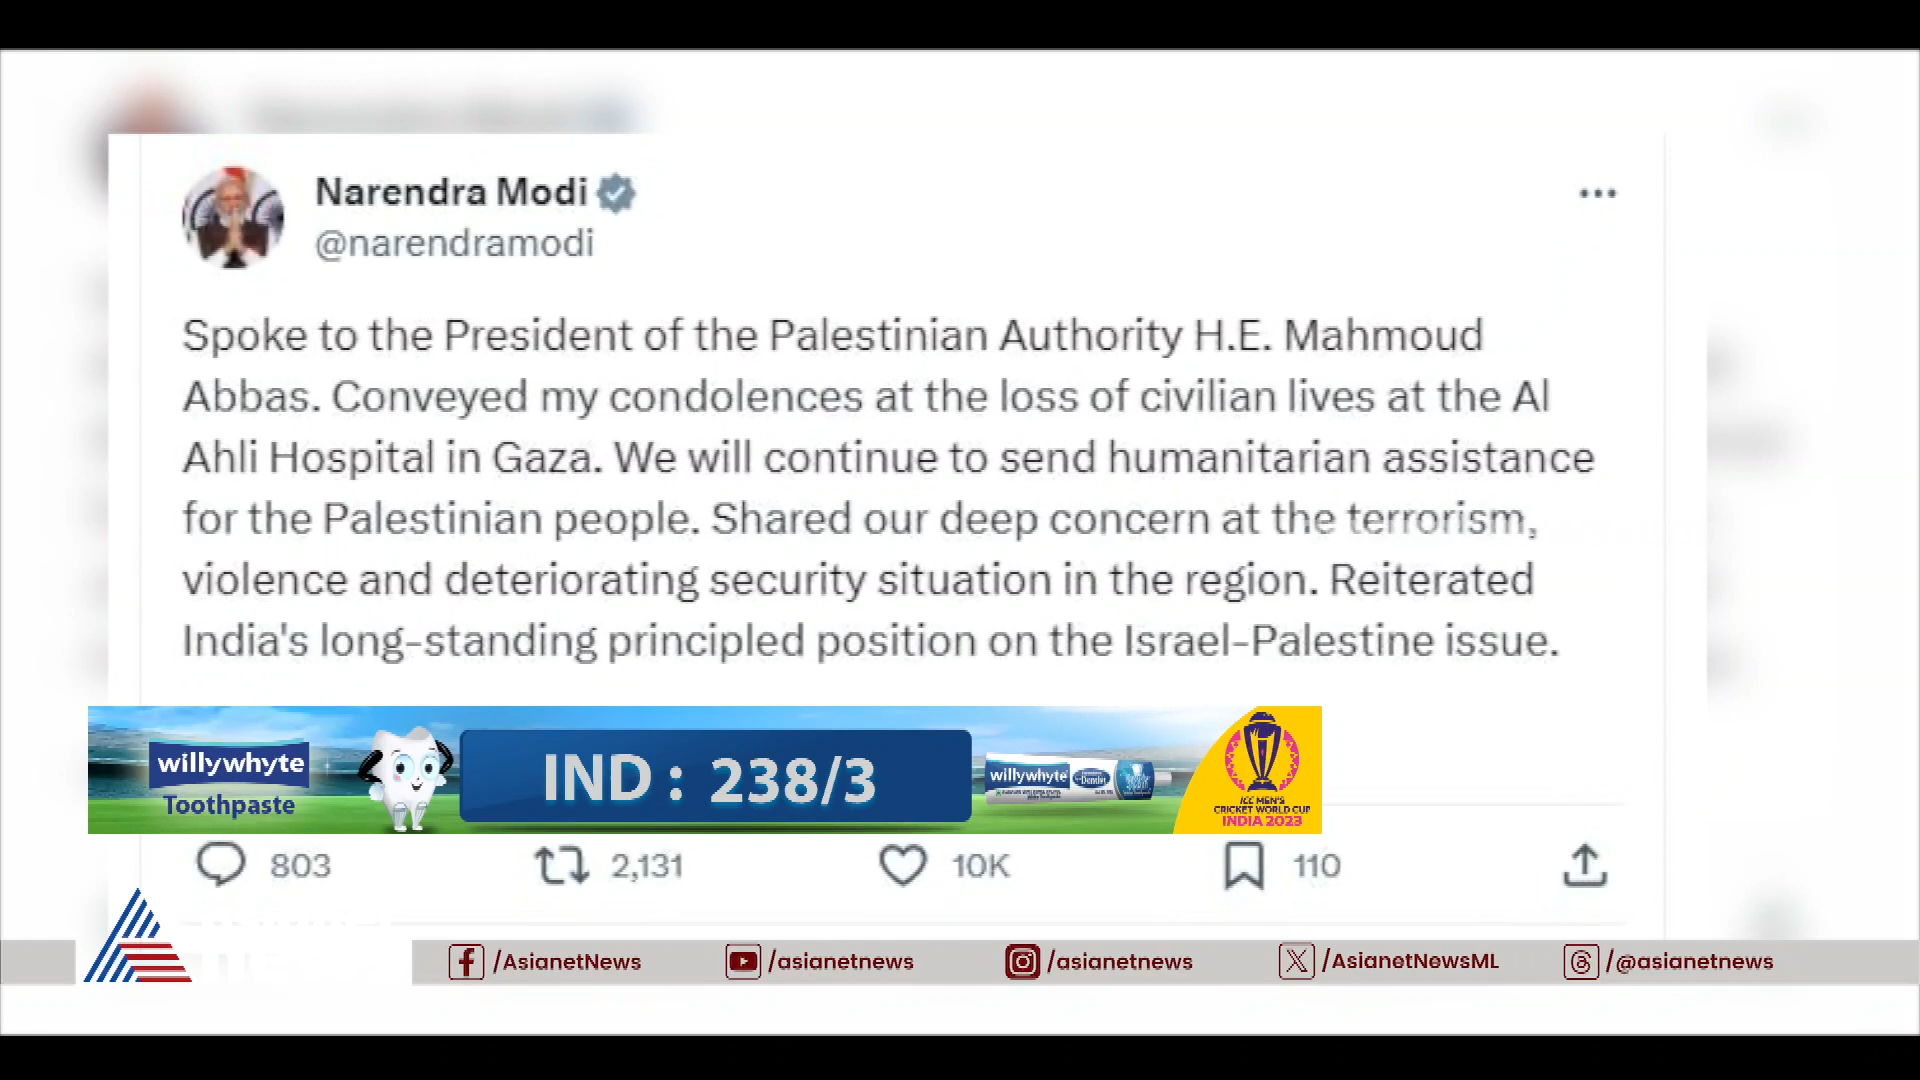 Narendra Modi
@narendramodi
Spoke to the President of the Palestinian Authority H.E. Mahmoud
Abbas. Conveyed my condolences at the loss of civilian lives at the Al
Ahli Hospital in Gaza. We will continue to send humanitarian assistance
for the Palestinian people. Shared our deep concern at the terrorism,
violence and deteriorating security situation in the region. Reiterated
India's long-standing principled position on the Israel-Palestine issue.
willywhyte
Toothpaste
IND : 238/3
willywhyte
ICC MEN'S
CRICKET WORLD CUP
INDIA 2023
803
2,131
10K
110
/AsianetNews
/asianetnews
/asianetnews
/AsianetNewsML
/@asianetnews